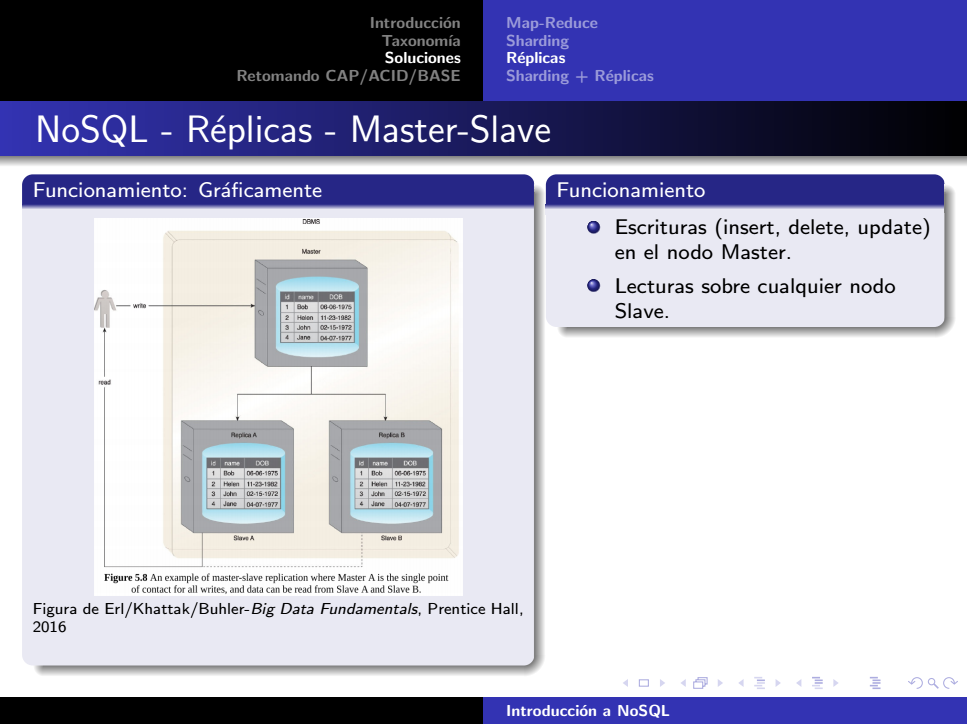 Introducción
Taxonomía
Soluciones
Retomando CAP/ACID/BASE
Map-Reduce
Sharding
Réplicas
Sharding + Réplicas
NoSQL - Réplicas - Master-Slave
Funcionamiento: Gráficamente
DBMS
Master
id name DOB
1 Bob 06-06-1975
2 Helen 11-23-1982
3 John 02-15-1972
4 Jane 04-07-1977
write
read
Replica A
id name DOB
1 Bob 06-06-1975
2 Helen 11-23-1982
3 John 02-15-1972
4 Jane 04-07-1977
Slave A
Replica B
id name DOB
1 Bob 06-06-1975
2 Helen 11-23-1982
3 John 02-15-1972
4 Jane 04-07-1977
Slave B
Figure 5.8 An example of master-slave replication where Master A is the single point
of contact for all writes, and data can be read from Slave A and Slave B.
Figura de Erl/Khattak/Buhler-Big Data Fundamentals, Prentice Hall,
2016
Funcionamiento
Escrituras (insert, delete, update)
en el nodo Master.
Lecturas sobre cualquier nodo
Slave.
Introducción a NoSQL